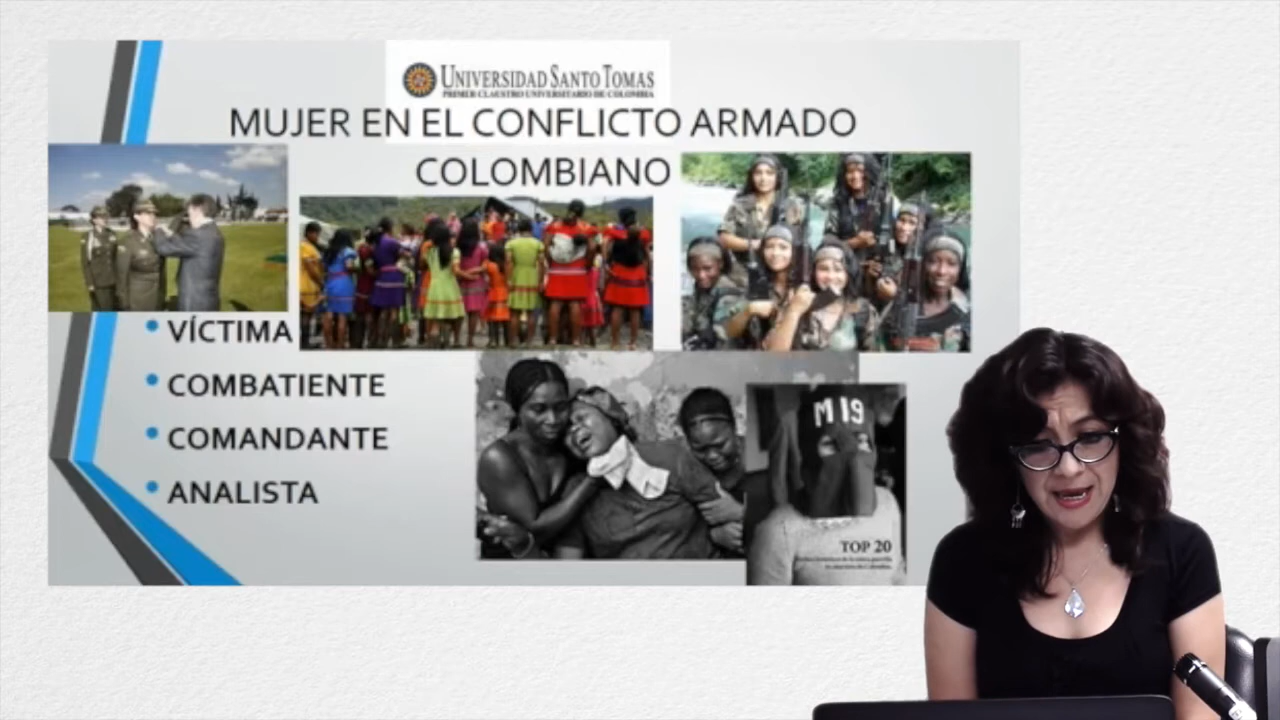 UNIVERSIDAD SANTO TOMAS
PRIMER CLAUSTRO UNIVERSITARIO DE COLOMBIA
MUJER EN EL CONFLICTO ARMADO
COLOMBIANO
• VÍCTIMA
• COMBATIENTE
• COMANDANTE
• ANALISTA
M 19
TOP 20